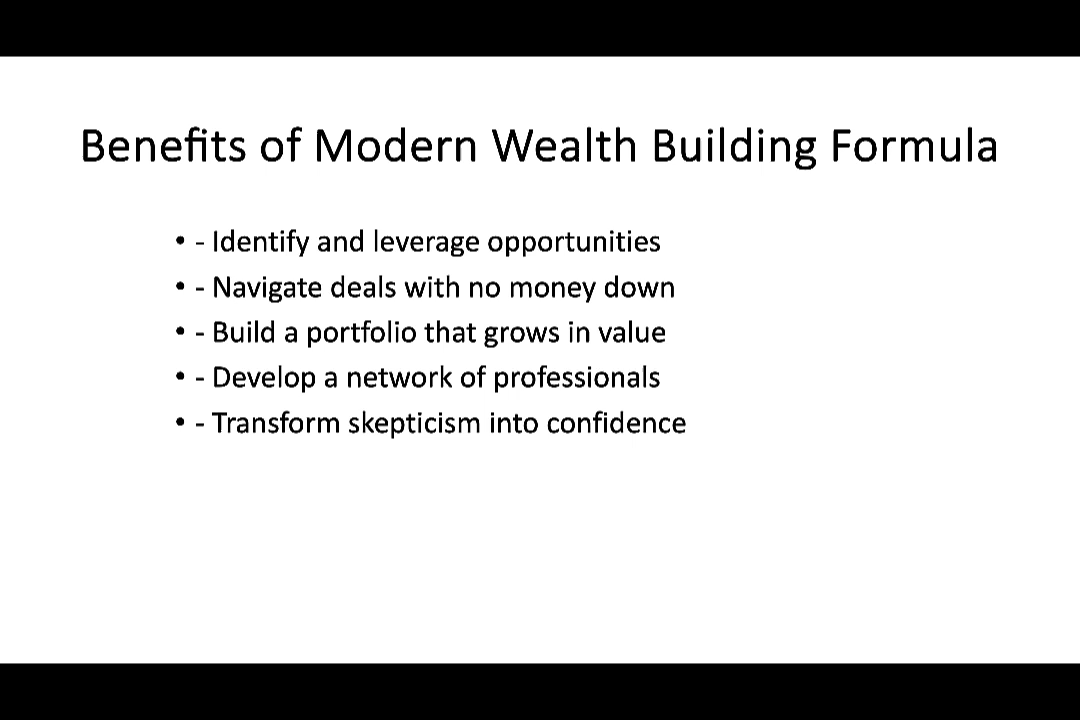 Benefits of Modern Wealth Building Formula
• - Identify and leverage opportunities
• - Navigate deals with no money down
• - Build a portfolio that grows in value
• - Develop a network of professionals
• - Transform skepticism into confidence